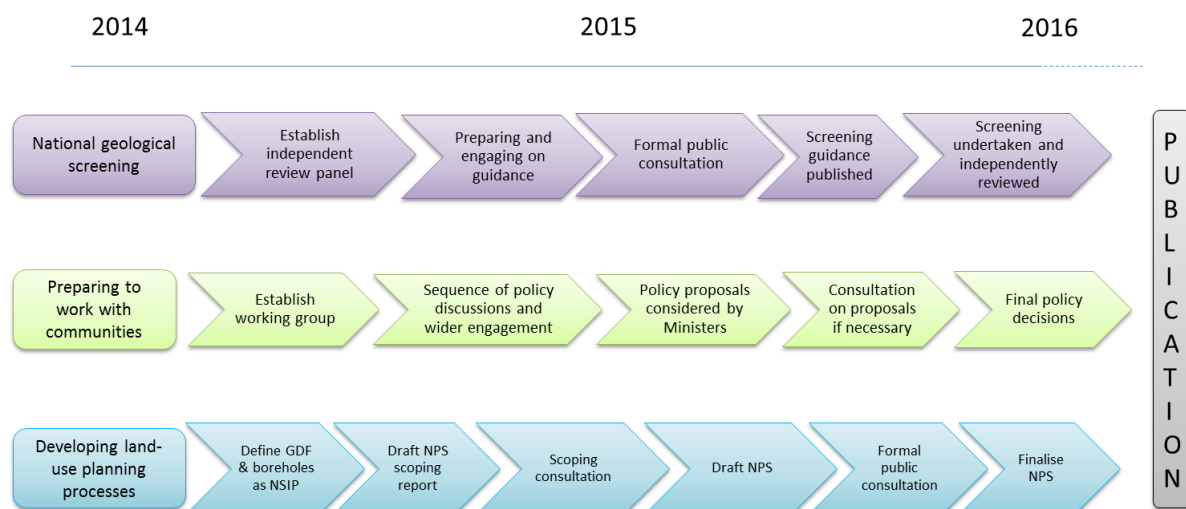 2014
2015
2016
National geological
screening
Establish
independent
review panel
Preparing and
engaging on
guidance
Formal public
consultation
Screening
guidance
published
Screening
undertaken and
independently
reviewed
Preparing to
work with
communities
Establish
working group
Sequence of policy
discussions and
wider engagement
Policy proposals
considered by
Ministers
Consultation
on proposals
if necessary
Final policy
decisions
Developing land-
use planning
processes
Define GDF
& boreholes
as NSIP
Draft NPS
scoping
report
Scoping
consultation
Draft NPS
Formal
public
consultation
Finalise
NPS
PUBLICATION